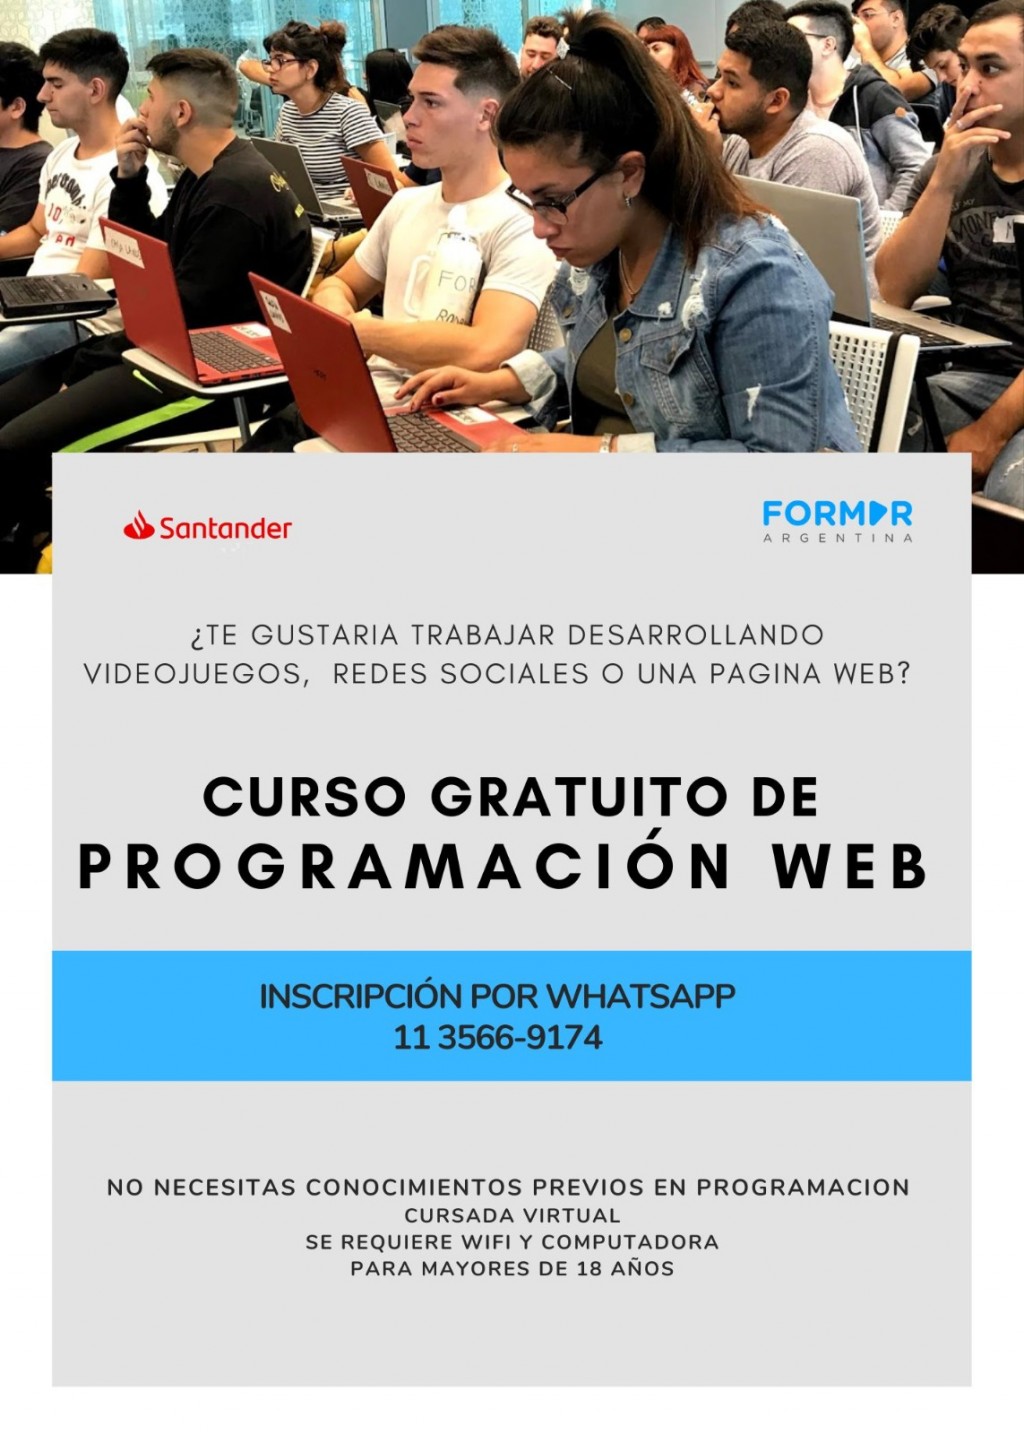 FOR
Santander
FORMAR
ARGENTINA
¿TE GUSTARIA TRABAJAR DESARROLLANDO
VIDEOJUEGOS, REDES SOCIALES O UNA PAGINA WEB?
CURSO GRATUITO DE
PROGRAMACIÓN WEB
INSCRIPCIÓN POR WHATSAPP
11 3566-9174
NO NECESITAS CONOCIMIENTOS PREVIOS EN PROGRAMACION
CURSADA VIRTUAL
SE REQUIERE WIFI Y COMPUTADORA
PARA MAYORES DE 18 AÑOS